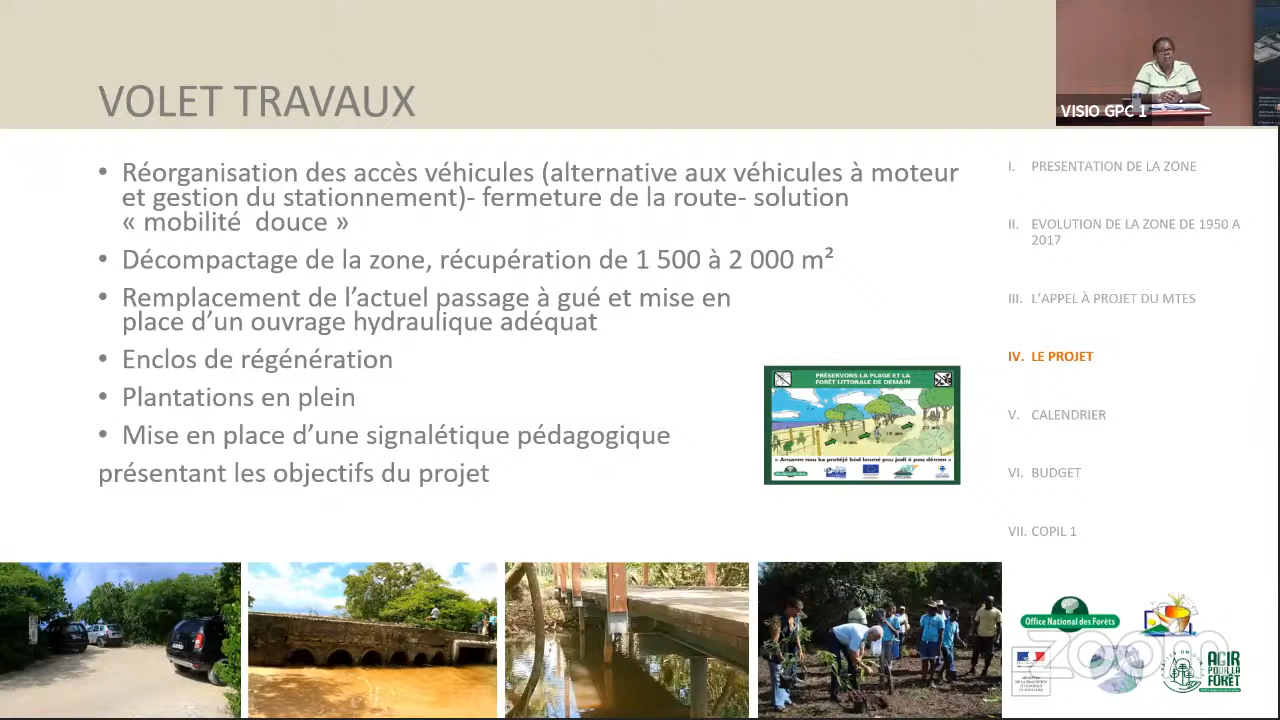 VOLET TRAVAUX
VISIO GPC 1
• Réorganisation des accès véhicules (alternative aux véhicules à moteur
et gestion du stationnement)- fermeture de la route- solution
« mobilité douce »
• Décompactage de la zone, récupération de 1 500 à 2 000 m²
• Remplacement de l’actuel passage à gué et mise en
place d’un ouvrage hydraulique adéquat
• Enclos de régénération
• Plantations en plein
• Mise en place d’une signalétique pédagogique
présentant les objectifs du projet
PRÉSERVONS LA PLAGE ET LA
FORÊT LITTORALE DE DEMAIN
I. PRESENTATION DE LA ZONE
II. EVOLUTION DE LA ZONE DE 1950 A
2017
III. L’APPEL À PROJET DU MTES
IV. LE PROJET
V. CALENDRIER
VI. BUDGET
VII. COPIL 1
Office National des Forêts
zoom
AGIR
POUR LA
FORÊT